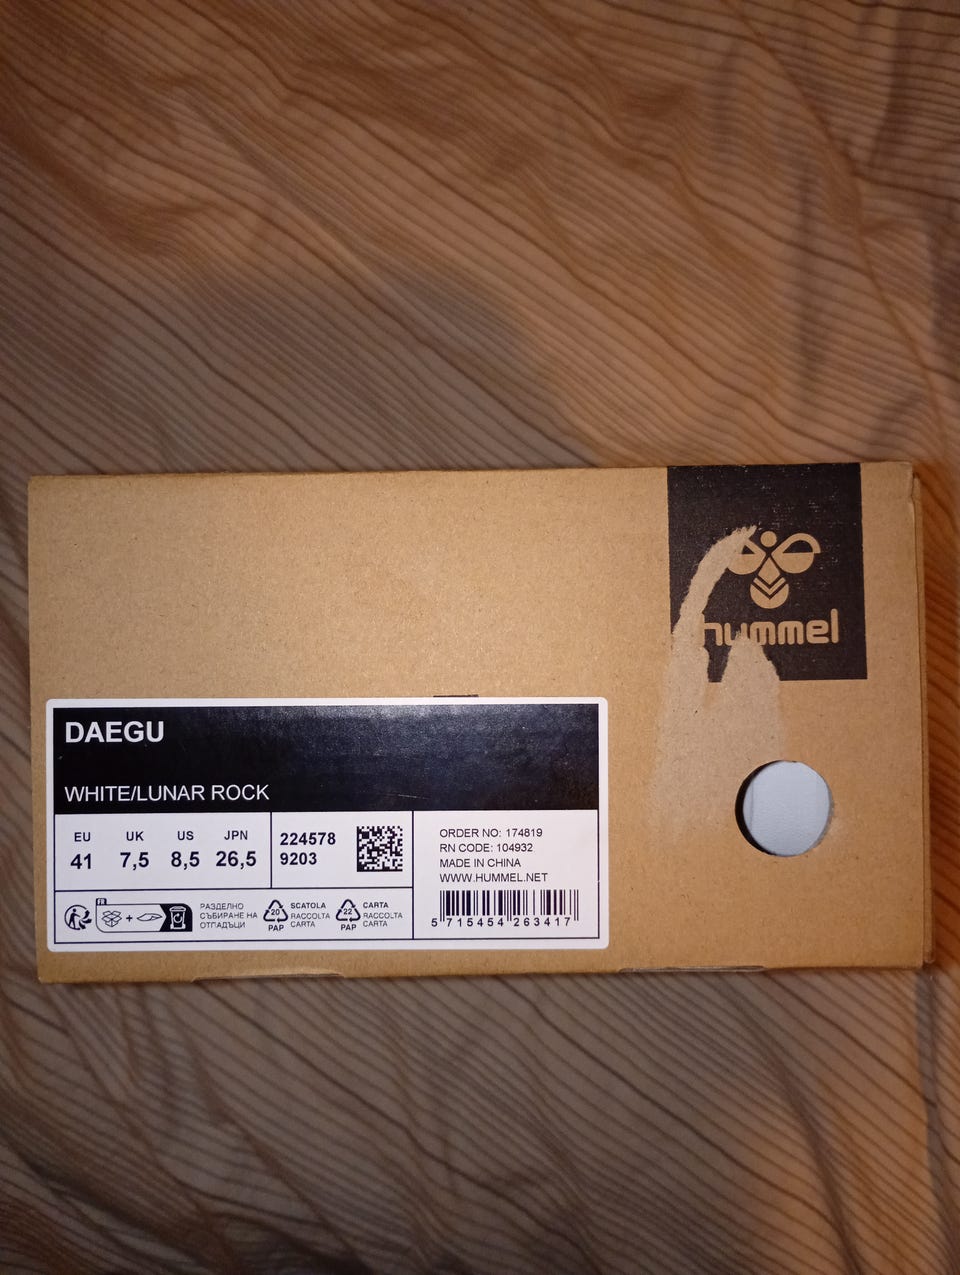 hummel
DAEGU
WHITE/LUNAR ROCK
EU UK US JPN
41 7,5 8,5 26,5
224578
9203
ORDER NO: 174819
RN CODE: 104932
MADE IN CHINA
WWW.HUMMEL.NET
5 715454 263417
FR
РАЗДЕЛНО
СЪБИРАНЕ НА
ОТПАДЪЦИ
20
PAP
SCATOLA
RACCOLTA
CARTA
22
PAP
CARTA
RACCOLTA
CARTA